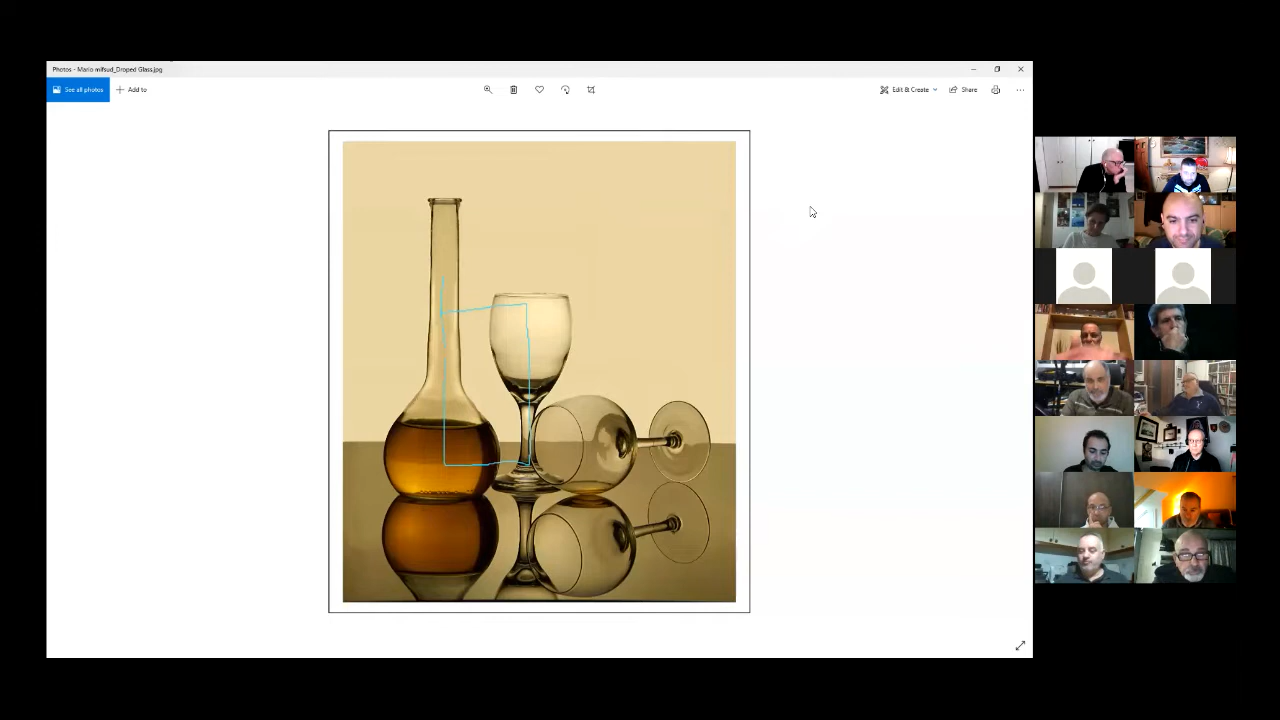 Photos - Mario mifsud_Droped Glass.jpg
See all photos
Add to
Edit & Create
Share